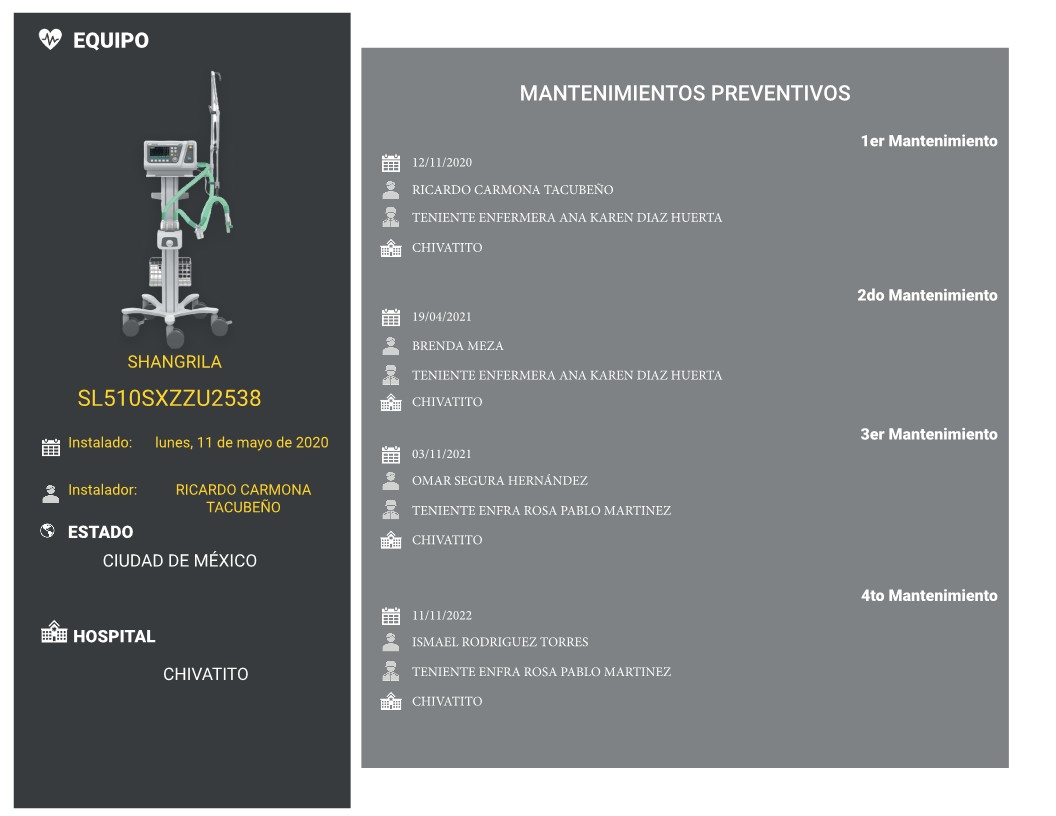 EQUIPO
SHANGRILA
SL510SXZZU2538
Instalado: lunes, 11 de mayo de 2020
Instalador: RICARDO CARMONA
TACUBEÑO
ESTADO
CIUDAD DE MÉXICO
HOSPITAL
CHIVATITO
MANTENIMIENTOS PREVENTIVOS
1er Mantenimiento
12/11/2020
RICARDO CARMONA TACUBEÑO
TENIENTE ENFERMERA ANA KAREN DIAZ HUERTA
CHIVATITO
2do Mantenimiento
19/04/2021
BRENDA MEZA
TENIENTE ENFERMERA ANA KAREN DIAZ HUERTA
CHIVATITO
3er Mantenimiento
03/11/2021
OMAR SEGURA HERNÁNDEZ
TENIENTE ENFRA ROSA PABLO MARTINEZ
CHIVATITO
4to Mantenimiento
11/11/2022
ISMAEL RODRIGUEZ TORRES
TENIENTE ENFRA ROSA PABLO MARTINEZ
CHIVATITO